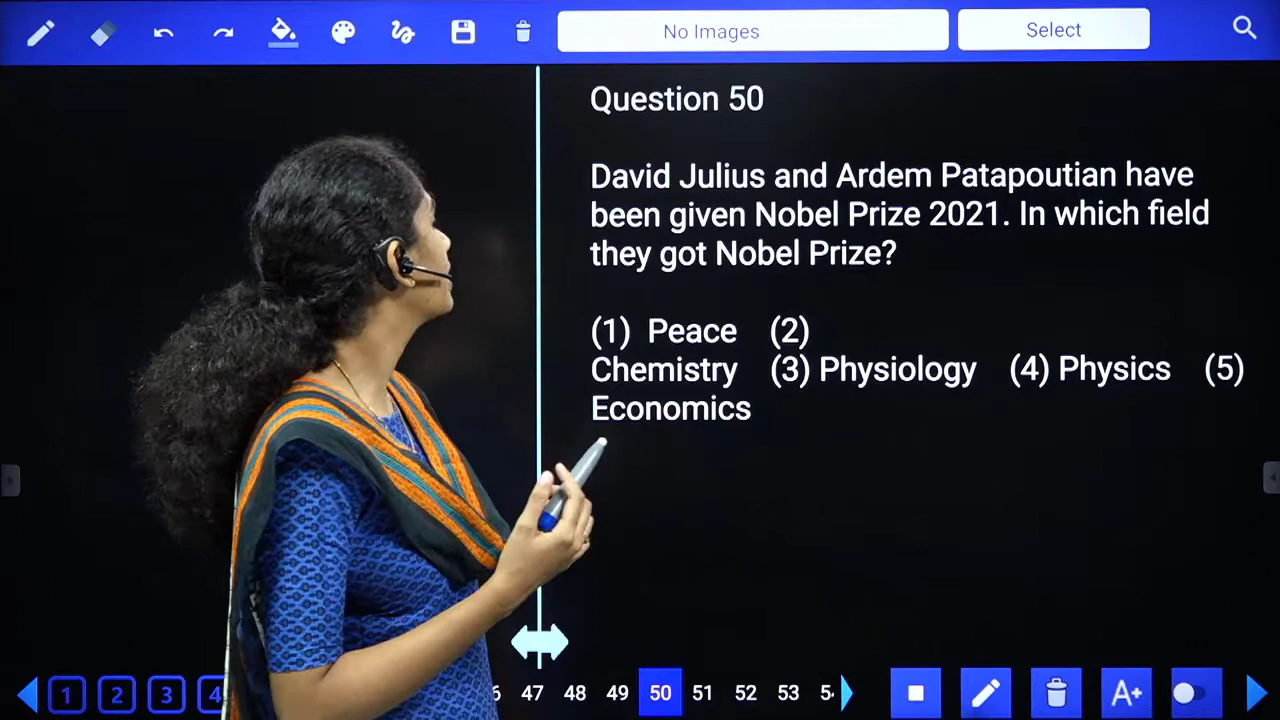 No Images
Select
Question 50
David Julius and Ardem Patapoutian have
been given Nobel Prize 2021. In which field
they got Nobel Prize?
(1) Peace (2)
Chemistry (3) Physiology (4) Physics (5)
Economics
1 2 3 4 6 47 48 49 50 51 52 53 5 A+